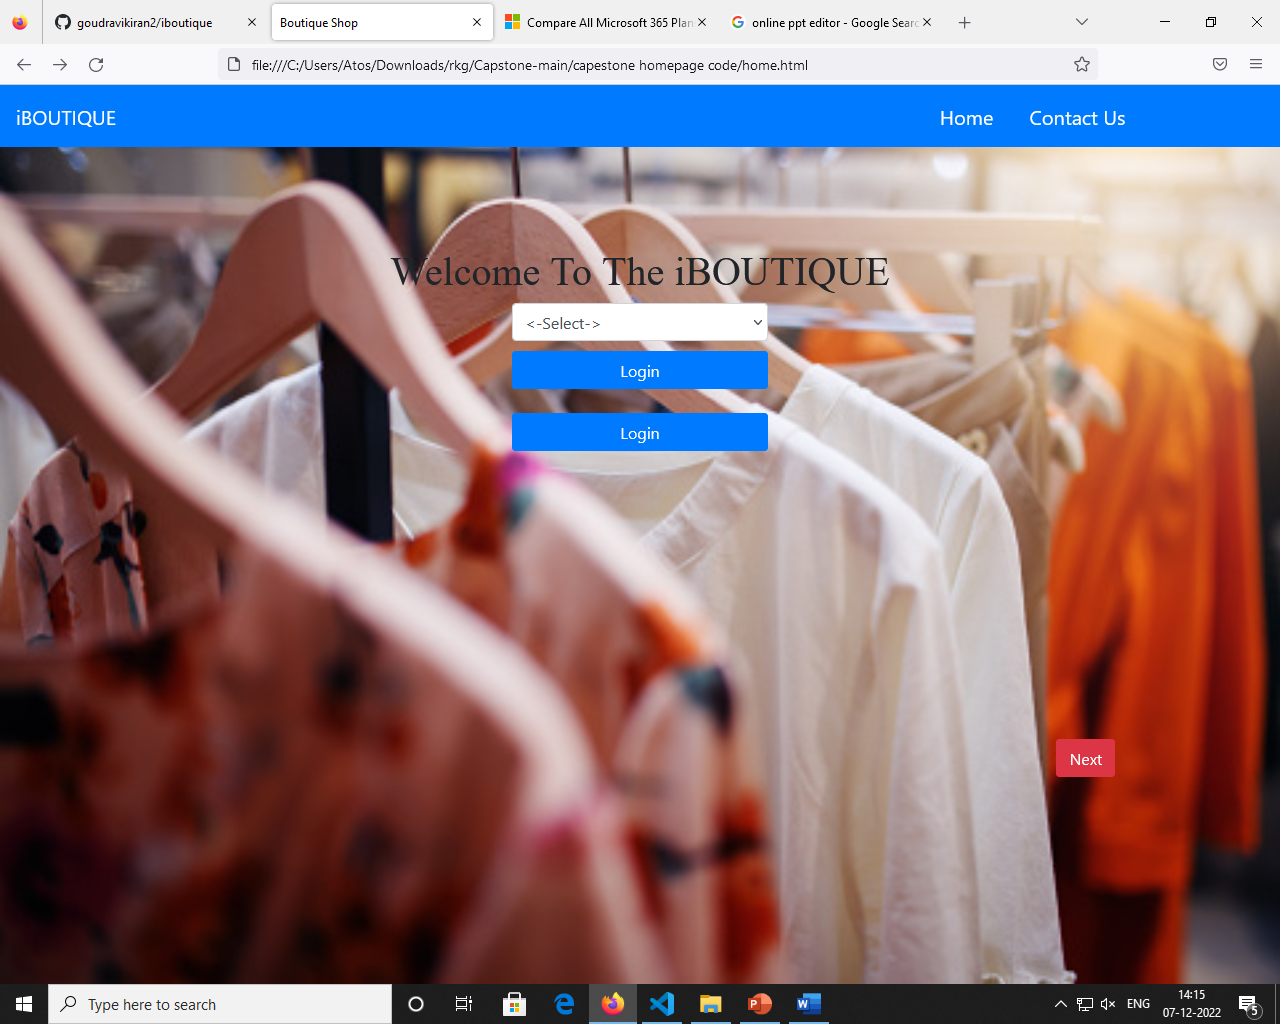 goudravikiran2/iboutique
Boutique Shop
Compare All Microsoft 365 Plan
online ppt editor - Google Searc
file:///C:/Users/Atos/Downloads/rkg/Capstone-main/capestone homepage code/home.html
iBOUTIQUE
Home
Contact Us
Welcome To The iBOUTIQUE
<-Select->
Login
Login
Next
Type here to search
ENG
14:15
07-12-2022
5